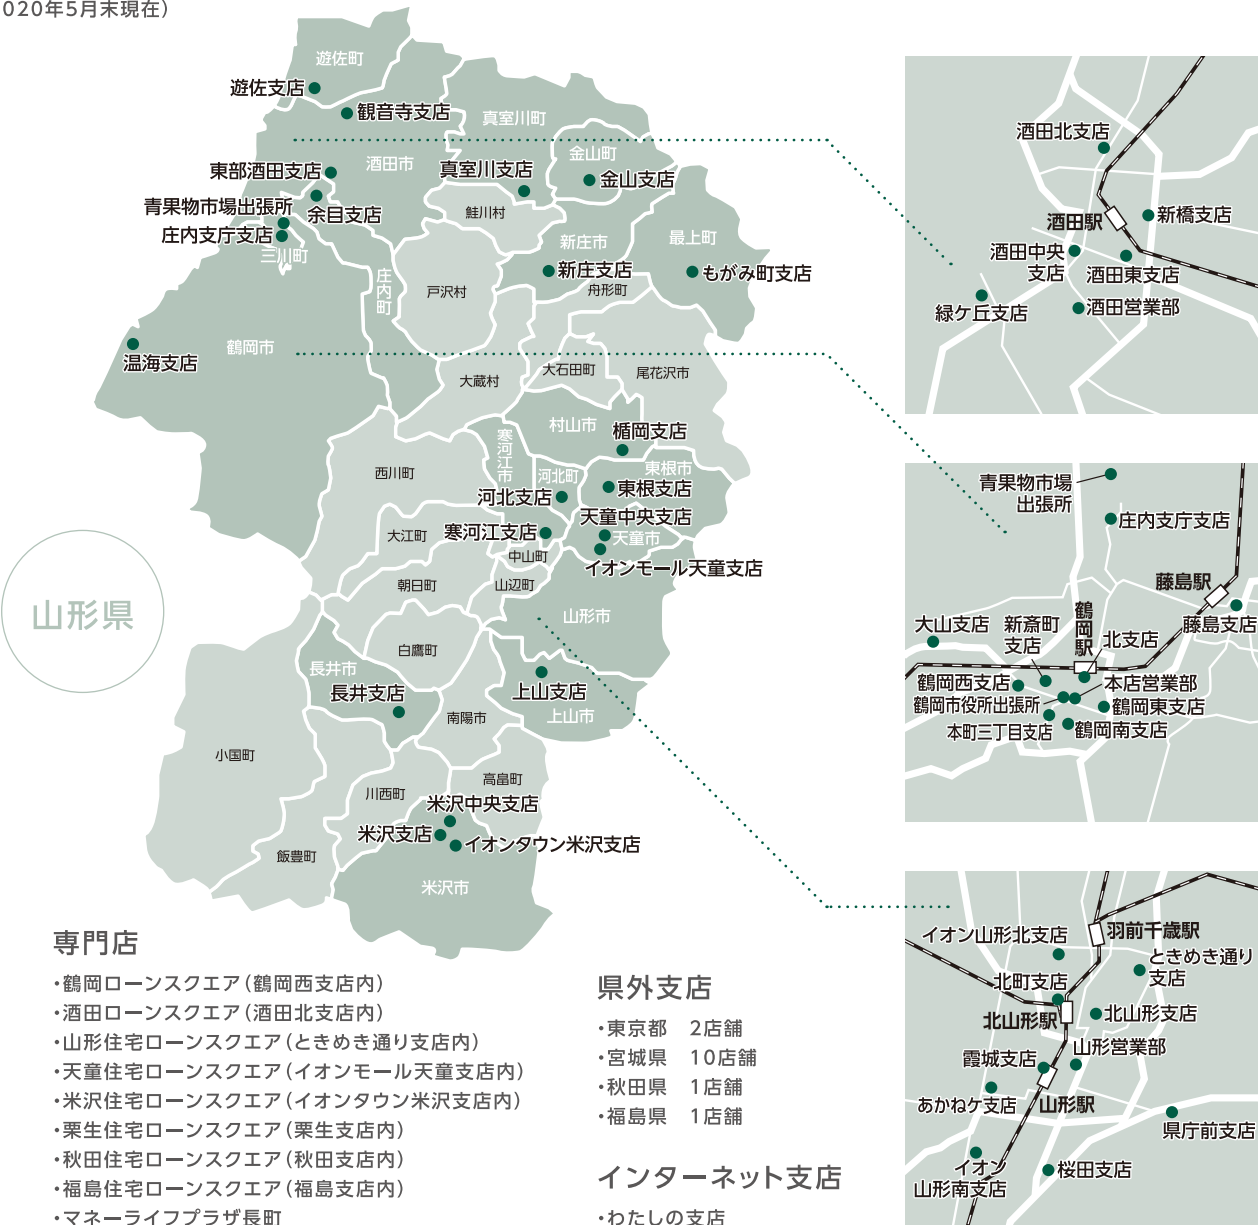 020年5月末現在）
遊佐町
遊佐支店
観音寺支店
真室川町
酒田市
金山町
東部酒田支店
真室川支店
金山支店
青果物市場出張所
余目支店
鮭川村
庄内支庁支店
三川町
新庄市
最上町
庄内町
新庄支店
もがみ町支店
戸沢村
舟形町
鶴岡市
温海支店
大蔵村
大石田町
尾花沢市
村山市
楯岡支店
寒河江市
西川町
河北町
東根市
河北支店
東根支店
天童中央支店
大江町
寒河江支店
天童市
中山町
イオンモール天童支店
朝日町
山辺町
山形県
山形市
白鷹町
長井市
長井支店
上山支店
南陽市
上山市
小国町
高畠町
川西町
米沢中央支店
米沢支店
イオンタウン米沢支店
飯豊町
米沢市
酒田北支店
酒田駅
新橋支店
酒田中央
支店
酒田東支店
緑ケ丘支店
酒田営業部
青果物市場
出張所
庄内支庁支店
藤島駅
大山支店
新斎町
支店
鶴岡駅
北支店
藤島支店
鶴岡西支店
本店営業部
鶴岡市役所出張所
鶴岡東支店
本町三丁目支店
鶴岡南支店
イオン山形北支店
羽前千歳駅
ときめき通り
支店
北町支店
北山形駅
北山形支店
霞城支店
山形営業部
あかねケ支店
山形駅
県庁前支店
イオン
山形南支店
桜田支店
専門店
・鶴岡ローンスクエア（鶴岡西支店内）
・酒田ローンスクエア（酒田北支店内）
・山形住宅ローンスクエア（ときめき通り支店内）
・天童住宅ローンスクエア（イオンモール天童支店内）
・米沢住宅ローンスクエア（イオンタウン米沢支店内）
・栗生住宅ローンスクエア（栗生支店内）
・秋田住宅ローンスクエア（秋田支店内）
・福島住宅ローンスクエア（福島支店内）
・マネーライフプラザ長町
県外支店
・東京都　2店舗
・宮城県　10店舗
・秋田県　1店舗
・福島県　1店舗
インターネット支店
・わたしの支店